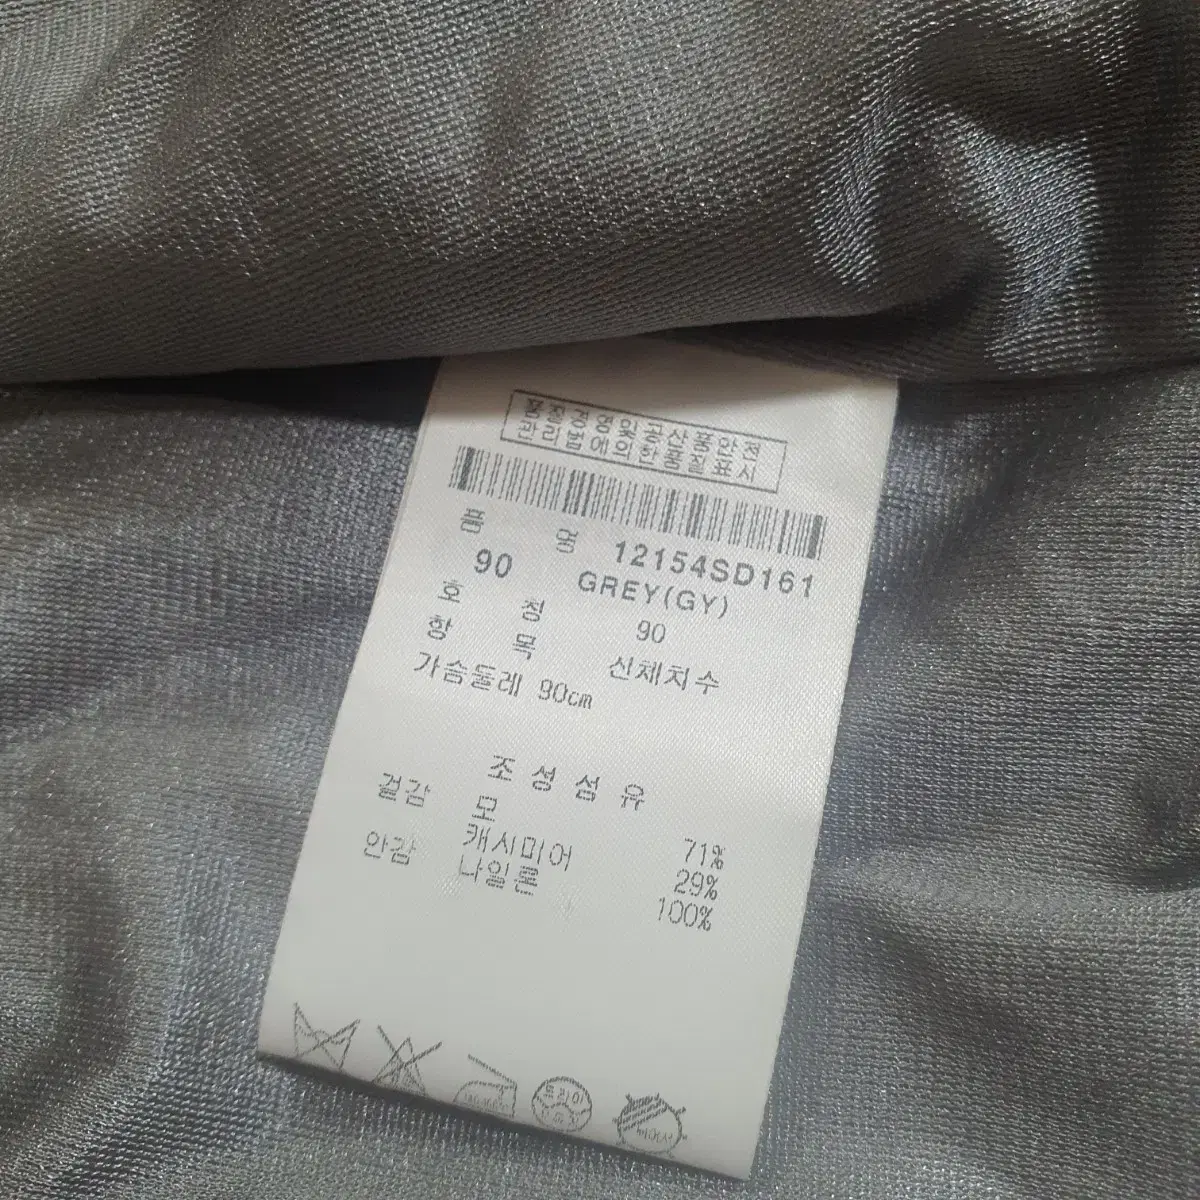 품질경영및공산품안전
관리법에의한품질표시
품 명 12154SD161
90 GREY(GY)
호 칭 90
항 목 신체치수
가슴둘레 90cm
조성섬유
겉감 모 71%
캐시미어 29%
안감 나일론 100%
드라이